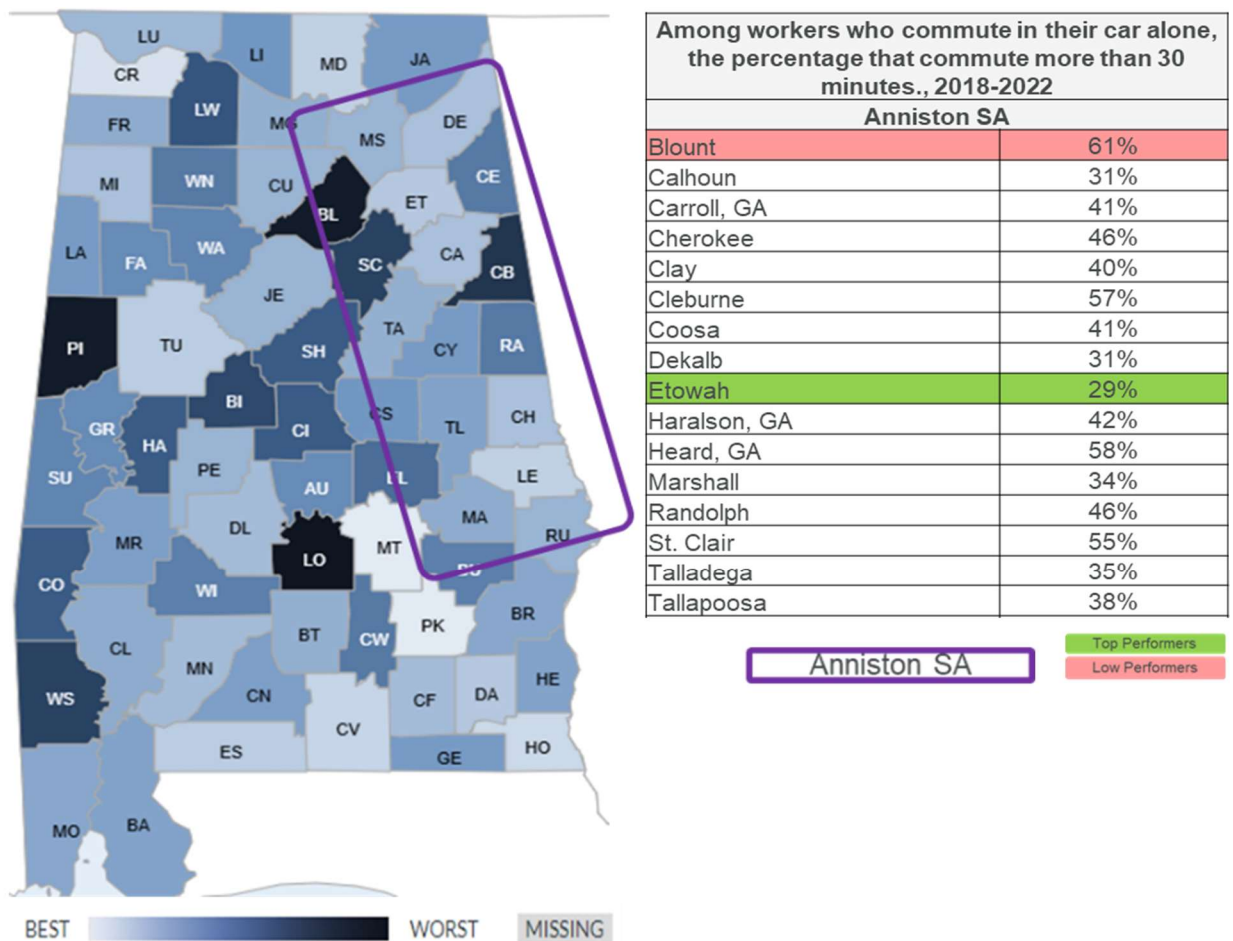 LU
LI
MD
JA
CR
LW
FR
MG
MS
DE
MI
WN
CU
ET
CE
BL
LA
FA
WA
SC
CA
CB
JE
PI
TU
TA
SH
CY
RA
BI
GR
HA
CI
CS
TL
CH
SU
PE
AU
EL
LE
MR
DL
MA
RU
LO
MT
BU
CO
WI
BR
CL
BT
CW
PK
WS
MN
CN
CF
DA
HE
ES
CV
GE
HO
MO
BA
BEST
WORST
MISSING
Among workers who commute in their car alone,
the percentage that commute more than 30
minutes., 2018-2022
Anniston SA
Blount 61%
Calhoun 31%
Carroll, GA 41%
Cherokee 46%
Clay 40%
Cleburne 57%
Coosa 41%
Dekalb 31%
Etowah 29%
Haralson, GA 42%
Heard, GA 58%
Marshall 34%
Randolph 46%
St. Clair 55%
Talladega 35%
Tallapoosa 38%
Anniston SA
Top Performers
Low Performers